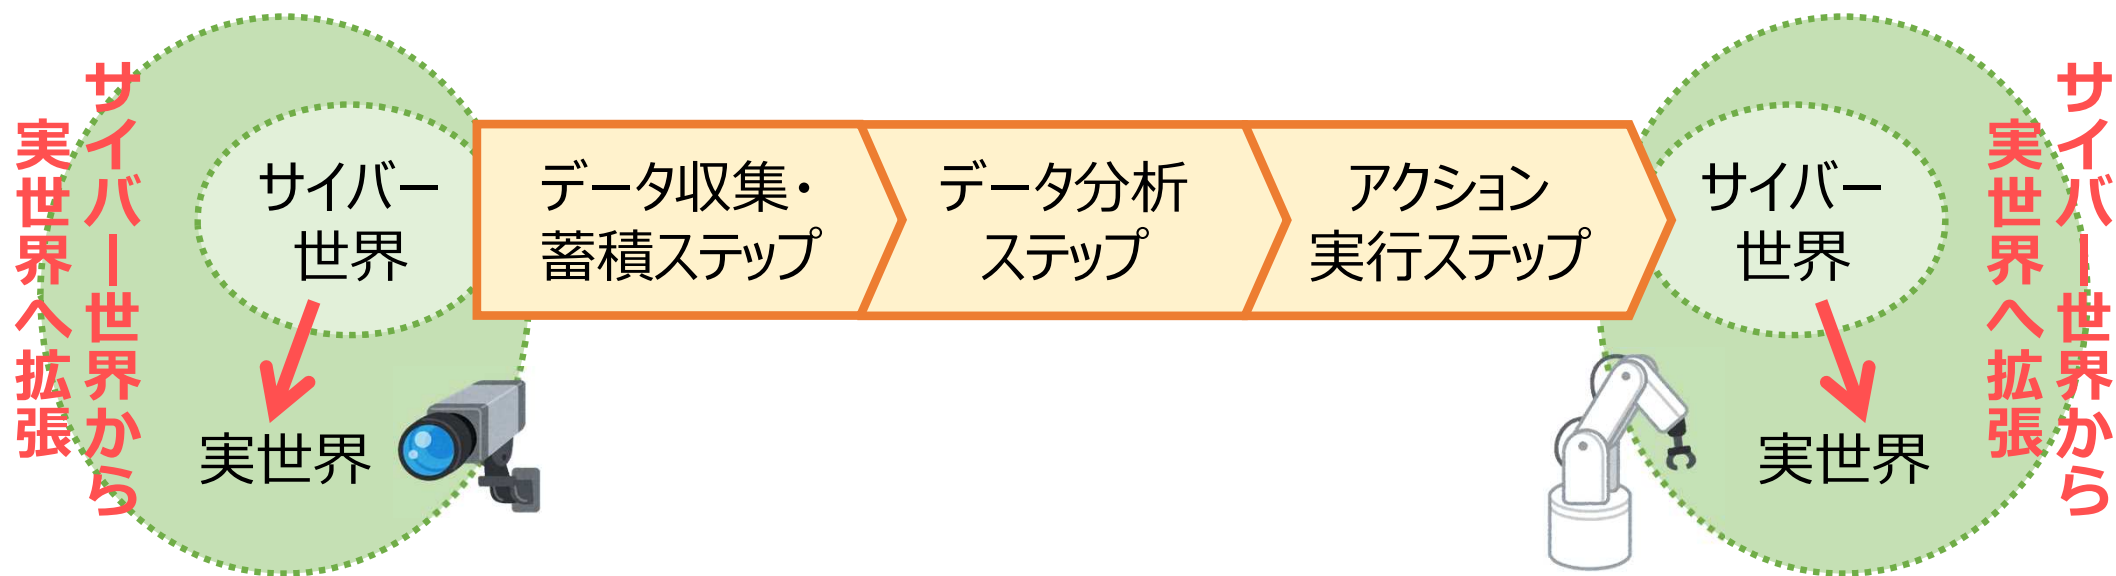 サイバー世界から
実世界へ拡張
サイバー
世界
実世界
データ収集・
蓄積ステップ
データ分析
ステップ
アクション
実行ステップ
サイバー
世界
実世界
サイバー世界から
実世界へ拡張